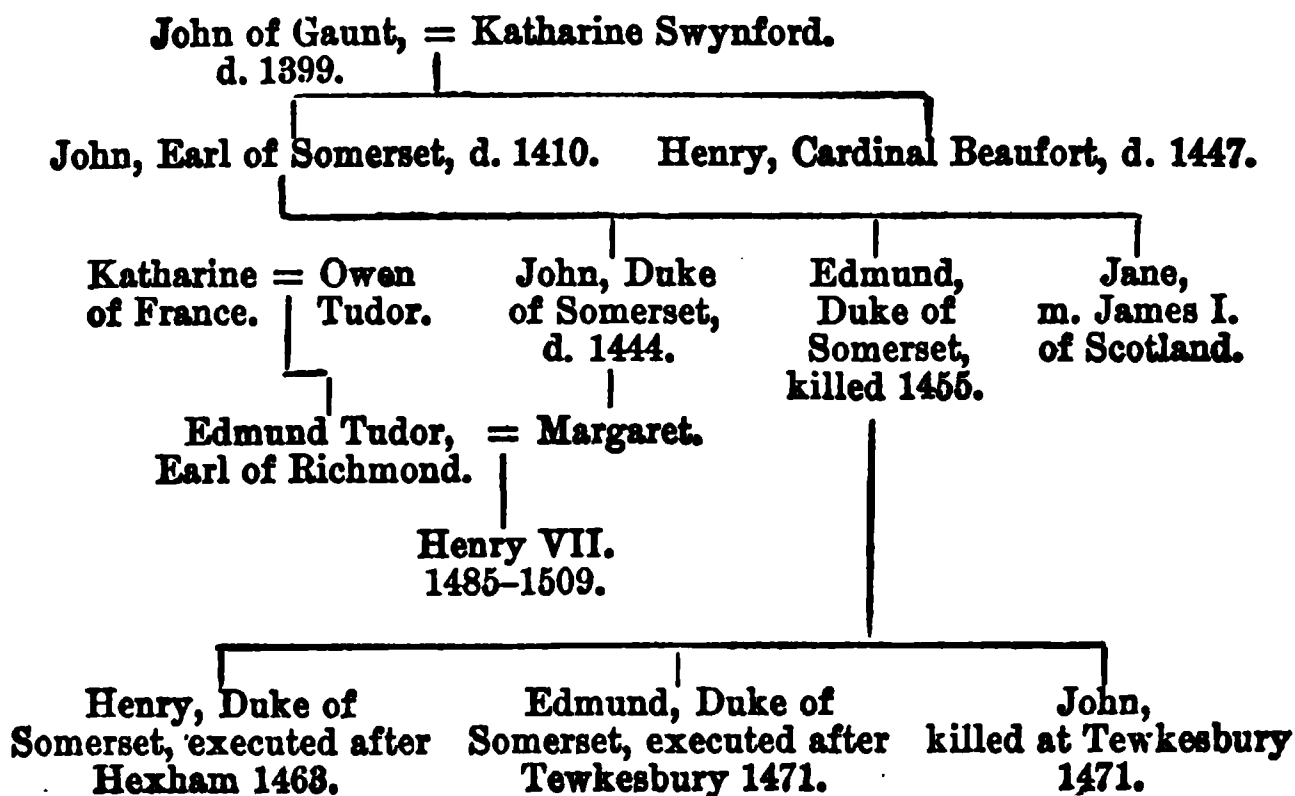 John of Gaunt, = Katharine Swynford.
d. 1399.
John, Earl of Somerset, d. 1410. Henry, Cardinal Beaufort, d. 1447.
Katharine = Owen John, Duke Edmund, Jane,
of France. Tudor. of Somerset, Duke of m. James I.
d. 1444. Somerset, of Scotland.
killed 1455.
Edmund Tudor, = Margaret.
Earl of Richmond.
Henry VII.
1485–1509.
Henry, Duke of Edmund, Duke of John,
Somerset, executed after Somerset, executed after killed at Tewkesbury
Hexham 1463. Tewkesbury 1471. 1471.